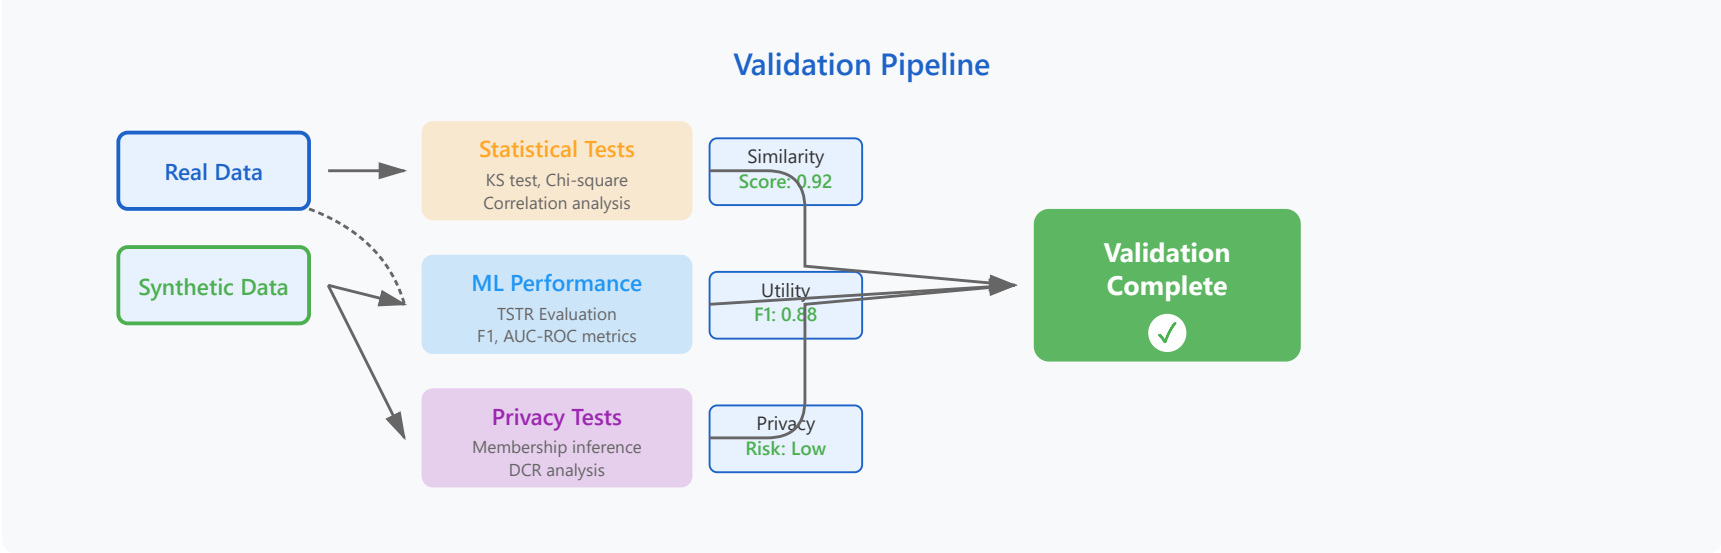 Validation Pipeline
Real Data
Synthetic Data
Statistical Tests
KS test, Chi-square
Correlation analysis
Similarity
Score: 0.92
ML Performance
TSTR Evaluation
F1, AUC-ROC metrics
Utility
F1: 0.88
Privacy Tests
Membership inference
DCR analysis
Privacy
Risk: Low
Validation
Complete
✓